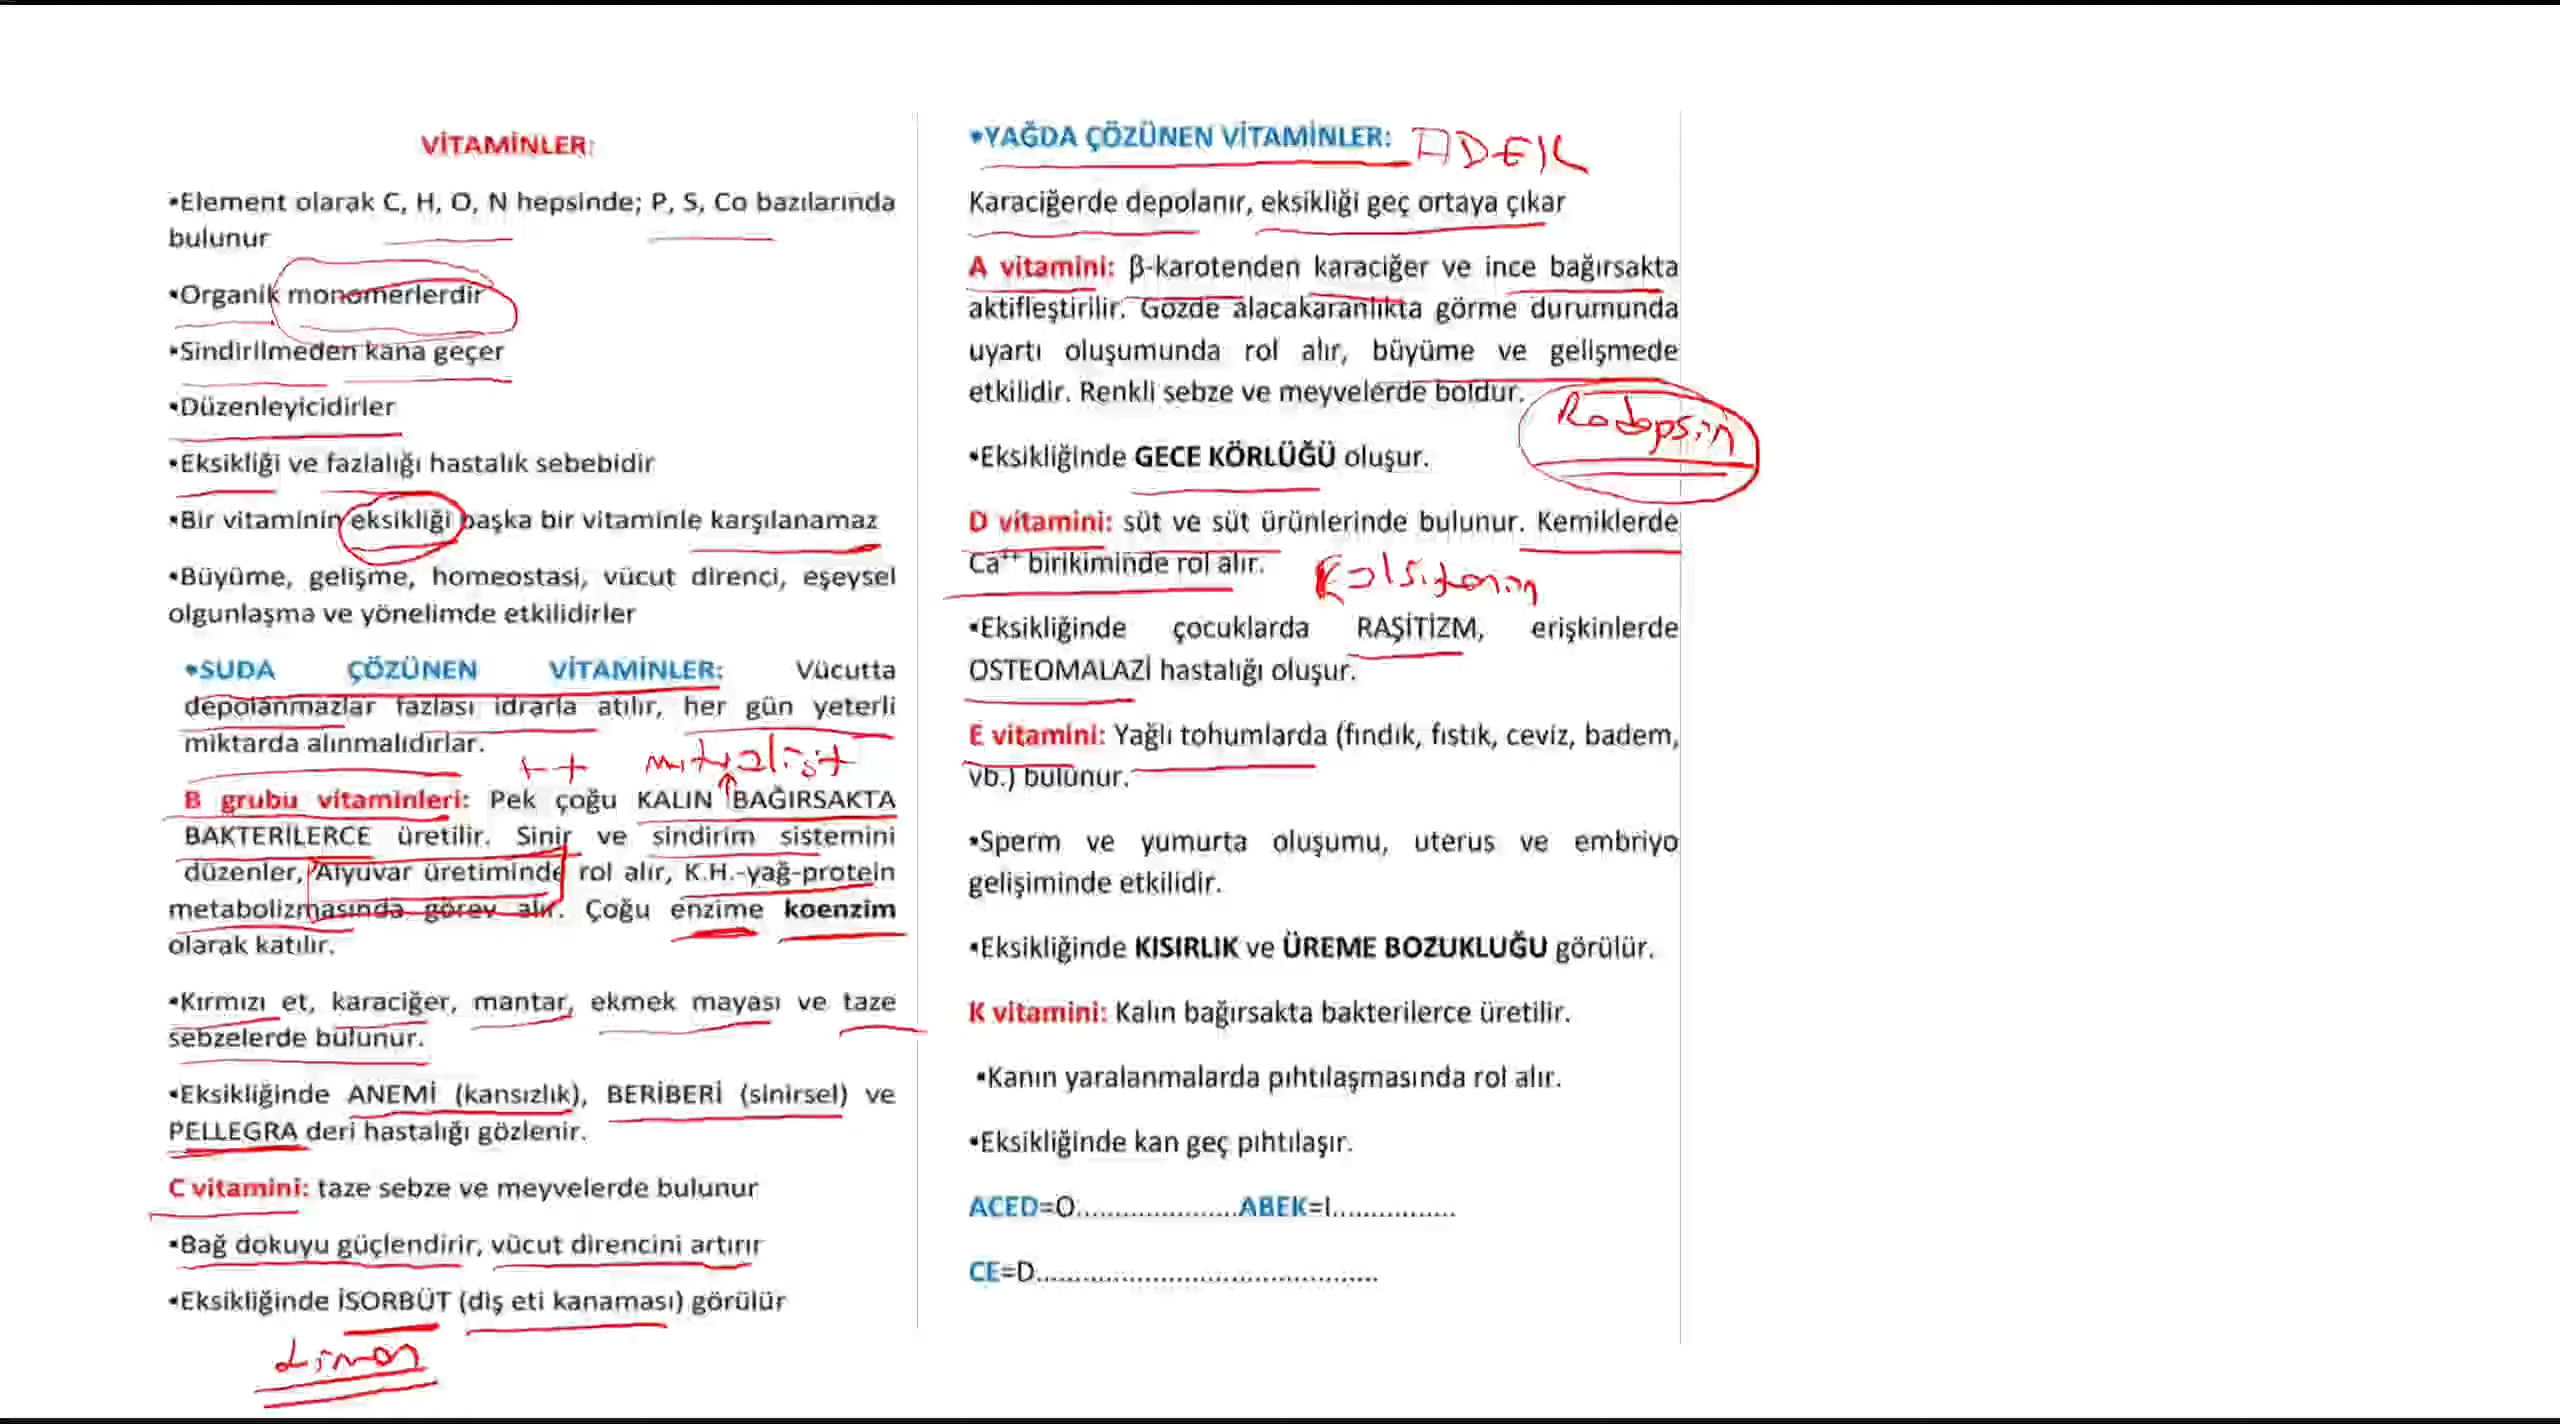 VİTAMİNLER:
•Element olarak C, H, O, N hepsinde; P, S, Co bazılarında
bulunur
•Organik monomerlerdir
•Sindirilmeden kana geçer
•Düzenleyicidirler
•Eksikliği ve fazlalığı hastalık sebebidir
•Bir vitaminin eksikliği başka bir vitaminle karşılanamaz
•Büyüme, gelişme, homeostasi, vücut direnci, eşeysel
olgunlaşma ve yönelimde etkilidirler
•SUDA ÇÖZÜNEN VİTAMİNLER: Vücutta
depolanmazlar fazlası idrarla atılır, her gün yeterli
miktarda alınmalıdırlar.
++ mutualist
B grubu vitaminleri: Pek çoğu KALIN BAĞIRSAKTA
BAKTERİLERCE üretilir. Sinir ve sindirim sistemini
düzenler, Alyuvar üretiminde rol alır, K.H.-yağ-protein
metabolizmasında görev alır. Çoğu enzime koenzim
olarak katılır.
•Kırmızı et, karaciğer, mantar, ekmek mayası ve taze
sebzelerde bulunur.
•Eksikliğinde ANEMİ (kansızlık), BERİBERİ (sinirsel) ve
PELLEGRA deri hastalığı gözlenir.
C vitamini: taze sebze ve meyvelerde bulunur
•Bağ dokuyu güçlendirir, vücut direncini artırır
•Eksikliğinde İSORBÜT (diş eti kanaması) görülür
Limon
•YAĞDA ÇÖZÜNEN VİTAMİNLER: ADEK
Karaciğerde depolanır, eksikliği geç ortaya çıkar
A vitamini: β-karotenden karaciğer ve ince bağırsakta
aktifleştirilir. Gözde alacakaranlıkta görme durumunda
uyartı oluşumunda rol alır, büyüme ve gelişmede
etkilidir. Renkli sebze ve meyvelerde boldur.
Rodopsin
•Eksikliğinde GECE KÖRLÜĞÜ oluşur.
D vitamini: süt ve süt ürünlerinde bulunur. Kemiklerde
Ca⁺⁺ birikiminde rol alır.
Kalsitonin
•Eksikliğinde çocuklarda RAŞİTİZM, erişkinlerde
OSTEOMALAZİ hastalığı oluşur.
E vitamini: Yağlı tohumlarda (fındık, fıstık, ceviz, badem,
vb.) bulunur.
•Sperm ve yumurta oluşumu, uterus ve embriyo
gelişiminde etkilidir.
•Eksikliğinde KISIRLIK ve ÜREME BOZUKLUĞU görülür.
K vitamini: Kalın bağırsakta bakterilerce üretilir.
•Kanın yaralanmalarda pıhtılaşmasında rol alır.
•Eksikliğinde kan geç pıhtılaşır.
ACED=O......................ABEK=I................
CE=D.............................................